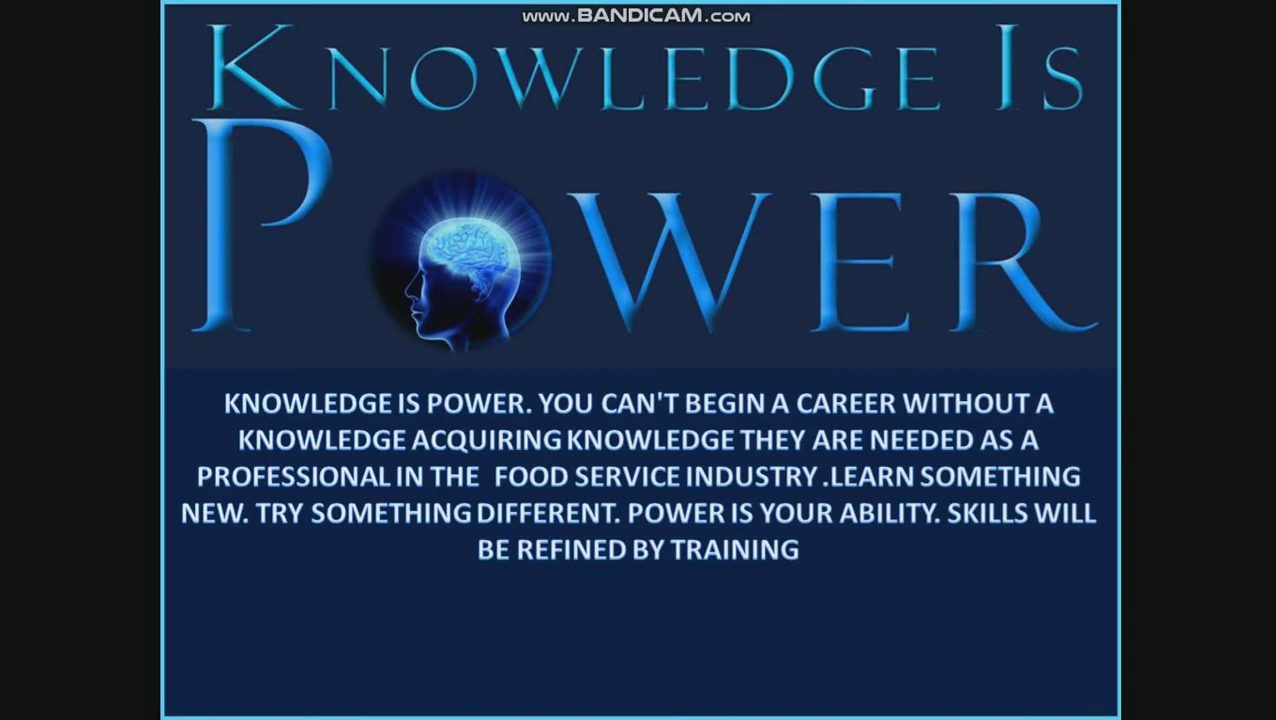 www.BANDICAM.com
KNOWLEDGE IS
POWER
KNOWLEDGE IS POWER. YOU CAN'T BEGIN A CAREER WITHOUT A
KNOWLEDGE ACQUIRING KNOWLEDGE THEY ARE NEEDED AS A
PROFESSIONAL IN THE FOOD SERVICE INDUSTRY .LEARN SOMETHING
NEW. TRY SOMETHING DIFFERENT. POWER IS YOUR ABILITY. SKILLS WILL
BE REFINED BY TRAINING